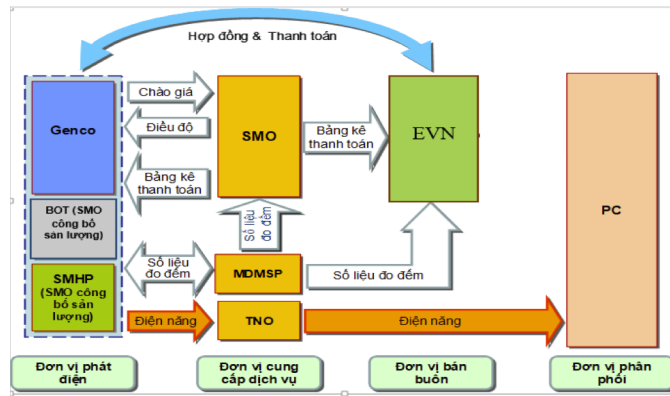 Hợp đồng & Thanh toán
Genco
Chào giá
Điều độ
Bảng kê
thanh toán
SMO
Bảng kê
thanh toán
EVN
PC
BOT (SMO
công bố
sản lượng)
SMHP
(SMO công
bố sản
lượng)
Số liệu
đo đếm
Số liệu
đo đếm
MDMSP
Số liệu đo đếm
Điện năng
TNO
Điện năng
Đơn vị phát
điện
Đơn vị cung
cấp dịch vụ
Đơn vị bán
buôn
Đơn vị phân
phối